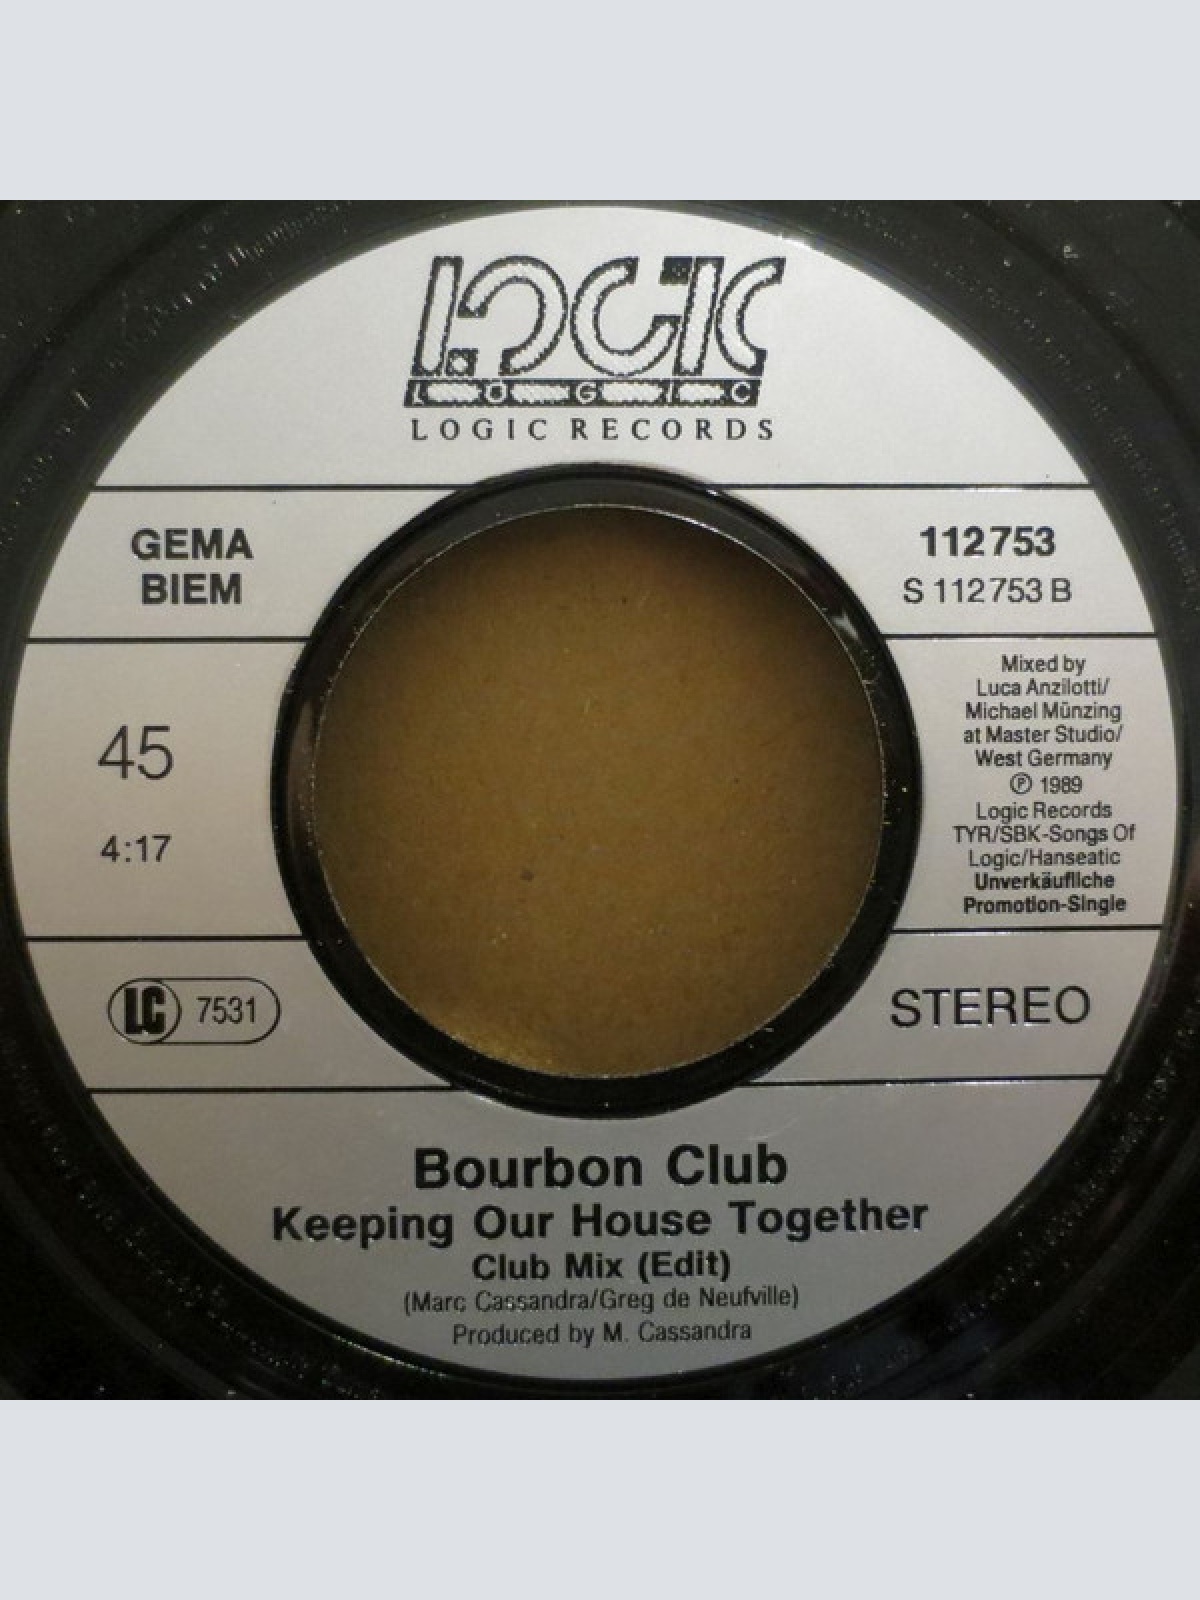 LOGIC
L O G I C
LOGIC RECORDS
GEMA
BIEM
112753
S 112753 B
45
4:17
Mixed by
Luca Anzilotti/
Michael Münzing
at Master Studio/
West Germany
℗ 1989
Logic Records
TYR/SBK-Songs Of
Logic/Hanseatic
Unverkäufliche
Promotion-Single
LC 7531
STEREO
Bourbon Club
Keeping Our House Together
Club Mix (Edit)
(Marc Cassandra/Greg de Neufville)
Produced by M. Cassandra